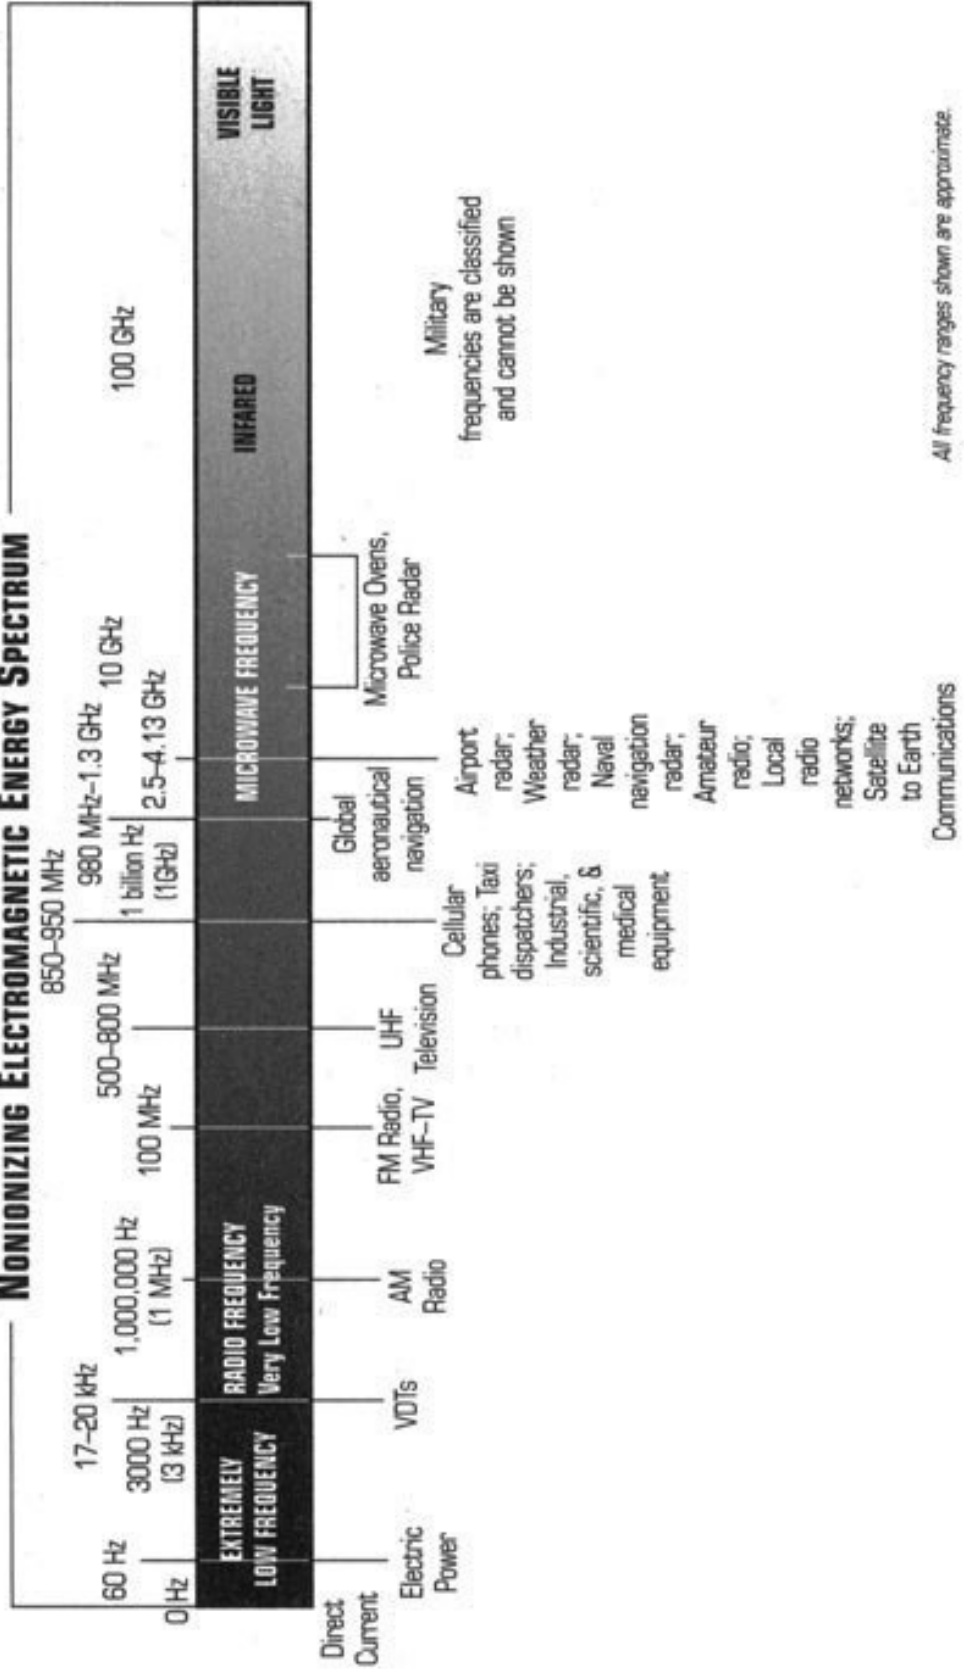 NONIONIZING ELECTROMAGNETIC ENERGY SPECTRUM
0 Hz
60 Hz
3000 Hz
(3 kHz)
17–20 kHz
1,000,000 Hz
(1 MHz)
100 MHz
500–800 MHz
850–950 MHz
1 billion Hz
(1GHz)
980 MHz–1.3 GHz
2.5–4.13 GHz
10 GHz
100 GHz
EXTREMELY
LOW FREQUENCY
RADIO FREQUENCY
Very Low Frequency
MICROWAVE FREQUENCY
INFARED
VISIBLE
LIGHT
Direct
Current
Electric
Power
VDTs
AM
Radio
FM Radio,
VHF–TV
UHF
Television
Cellular
phones; Taxi
dispatchers;
Industrial,
scientific, &
medical
equipment
Global
aeronautical
navigation
Airport
radar;
Weather
radar;
Naval
navigation
radar;
Amateur
radio;
Local
radio
networks;
Satellite
to Earth
Communications
Microwave Ovens,
Police Radar
Military
frequencies are classified
and cannot be shown
All frequency ranges shown are approximate.